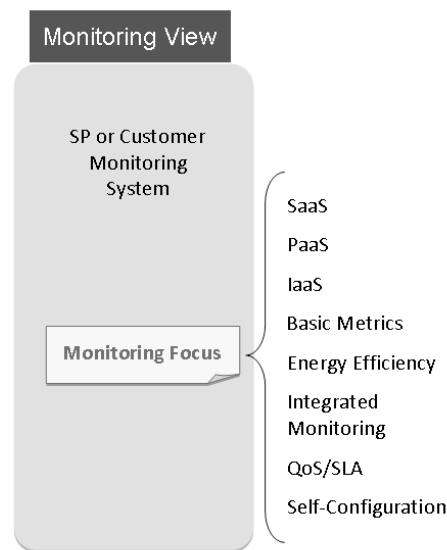 Monitoring View
SP or Customer
Monitoring
System
Monitoring Focus
SaaS
PaaS
IaaS
Basic Metrics
Energy Efficiency
Integrated
Monitoring
QoS/SLA
Self-Configuration